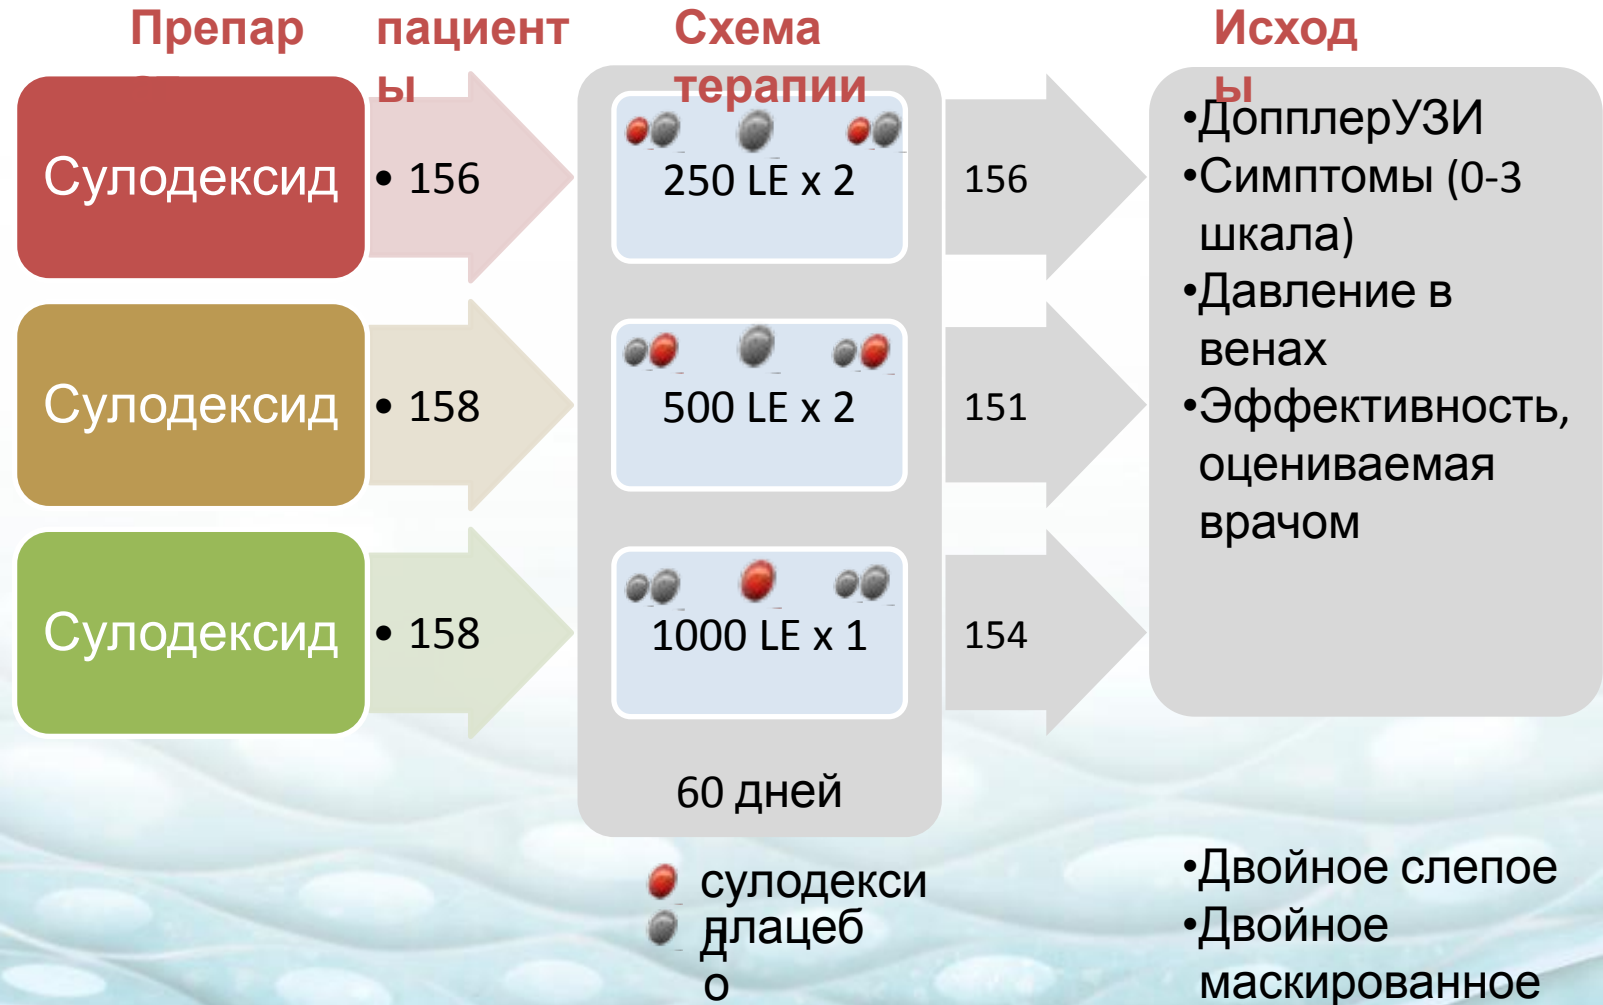 Препар
пациент
ы
Схема
терапии
Исход
ы
Сулодексид
• 156
250 LE x 2
156
Сулодексид
• 158
500 LE x 2
151
Сулодексид
• 158
1000 LE x 1
154
60 дней
•ДопплерУЗИ
•Симптомы (0-3
шкала)
•Давление в
венах
•Эффективность,
оцениваемая
врачом
сулодекси
д
плацеб
о
•Двойное слепое
•Двойное
маскированное